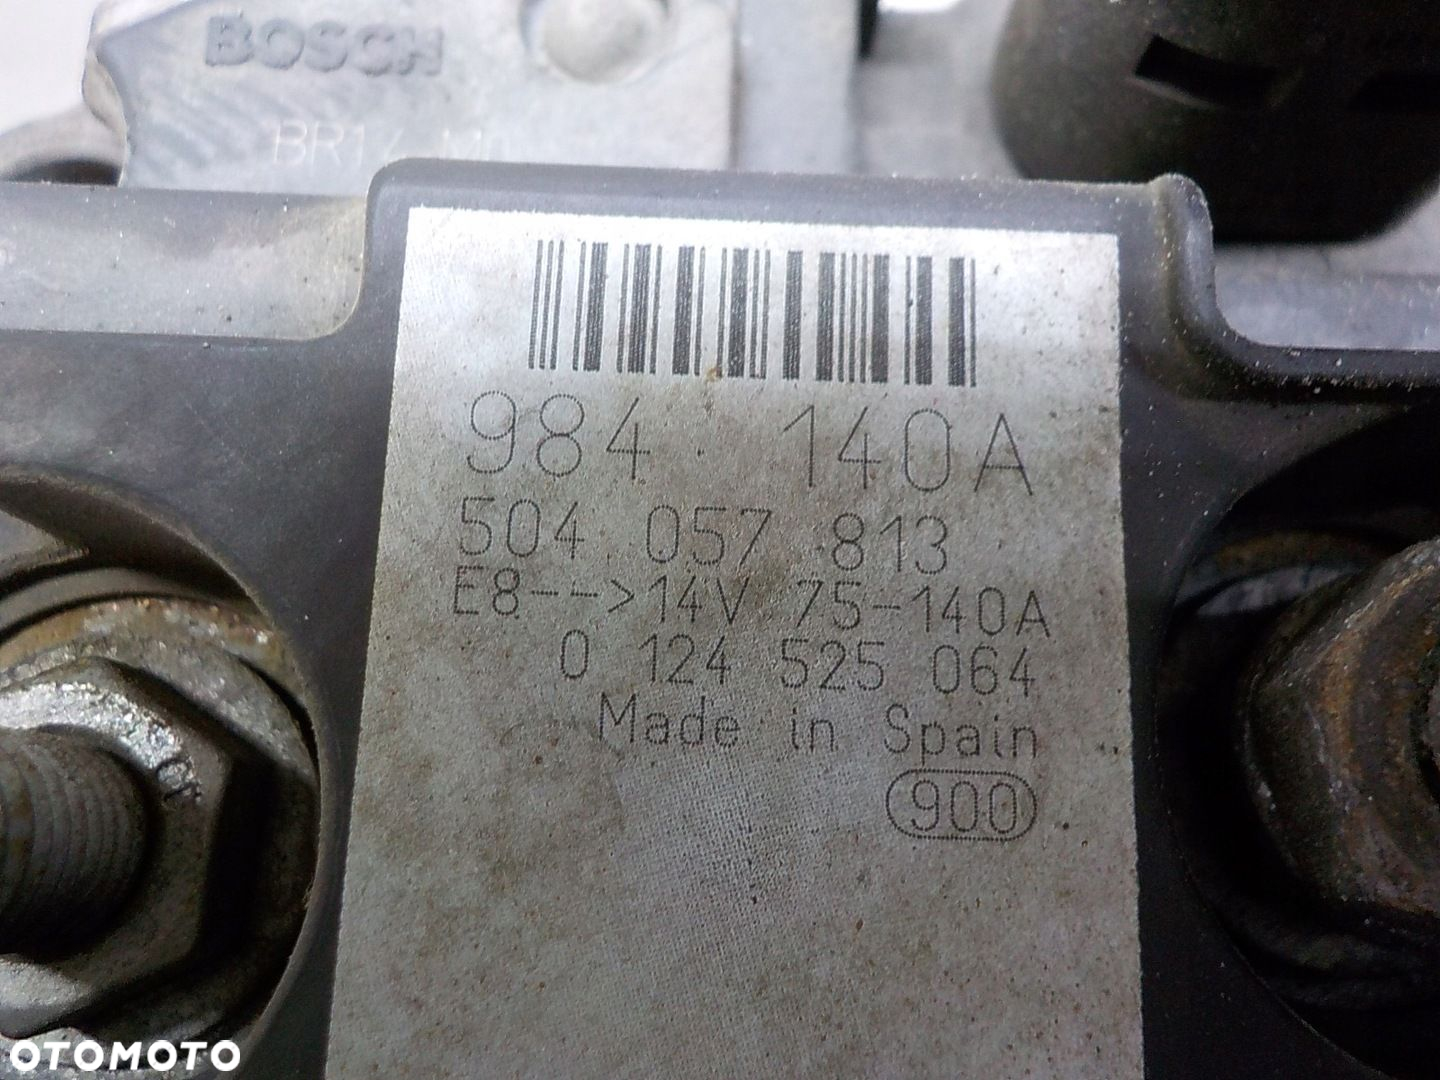 BOSCH
984 140A
504 057 813
E8-->14V 75-140A
0 124 525 064
Made in Spain
900
OTOMOTO